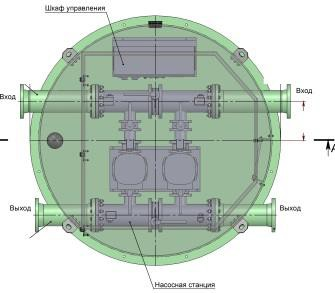 Шкаф управления
Вход
Вход
А
Выход
Выход
Насосная станция